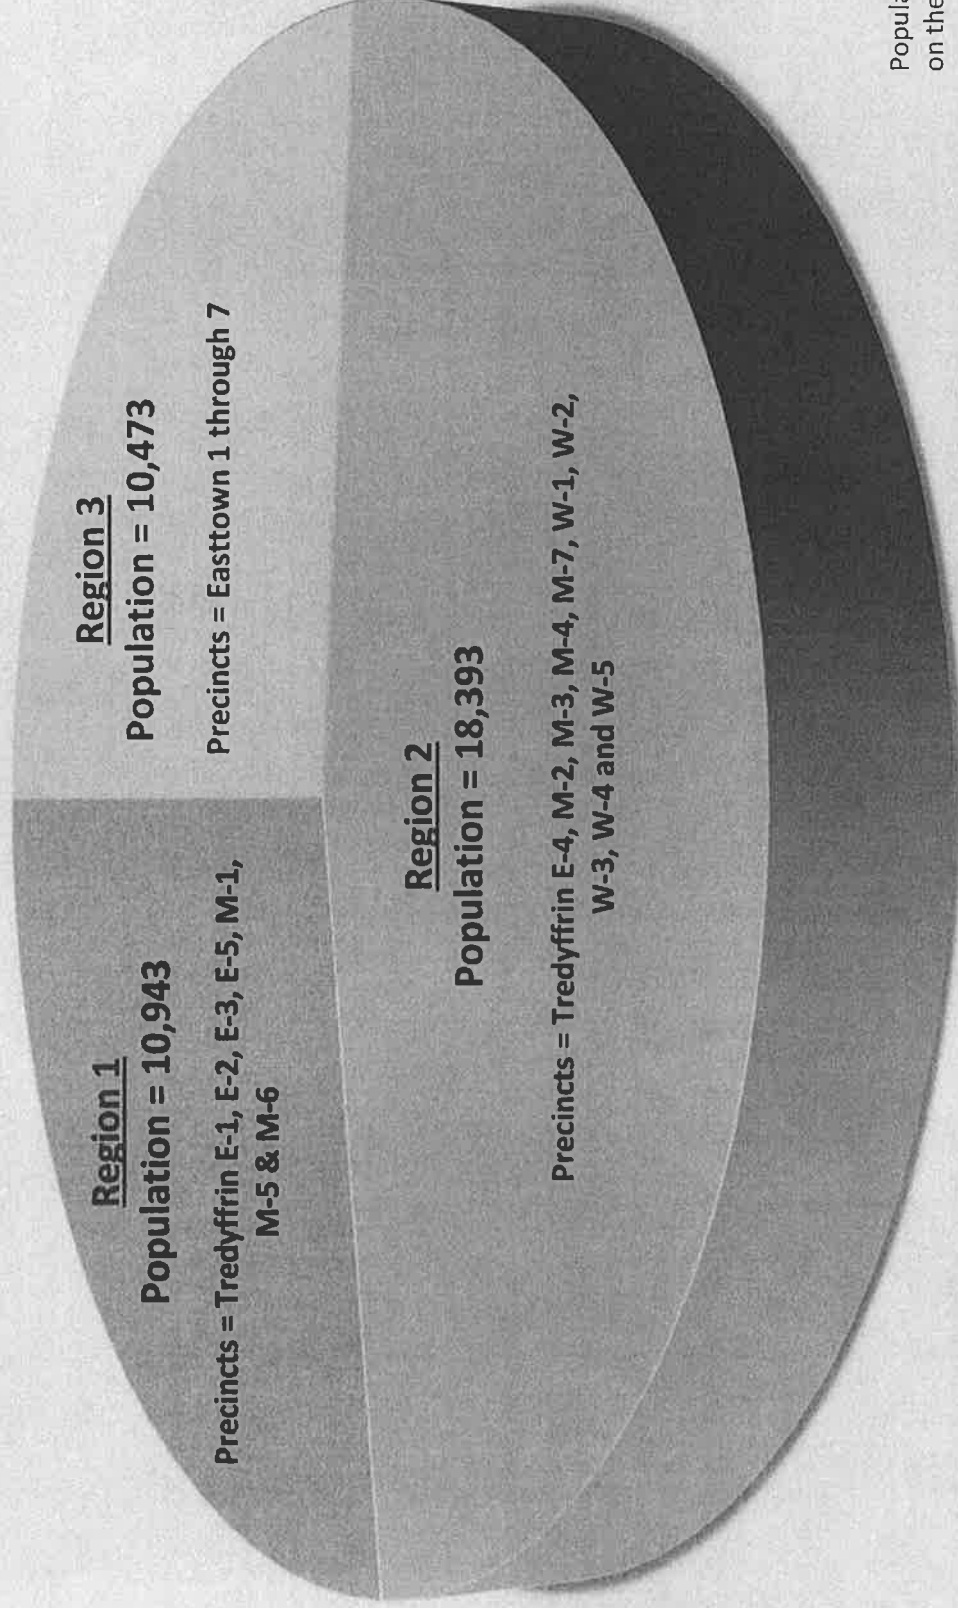 Region 1
Population = 10,943
Precincts = Tredyffrin E-1, E-2, E-3, E-5, M-1,
M-5 & M-6
Region 3
Population = 10,473
Precincts = Easttown 1 through 7
Region 2
Population = 18,393
Precincts = Tredyffrin E-4, M-2, M-3, M-4, M-7, W-1, W-2,
W-3, W-4 and W-5
on the